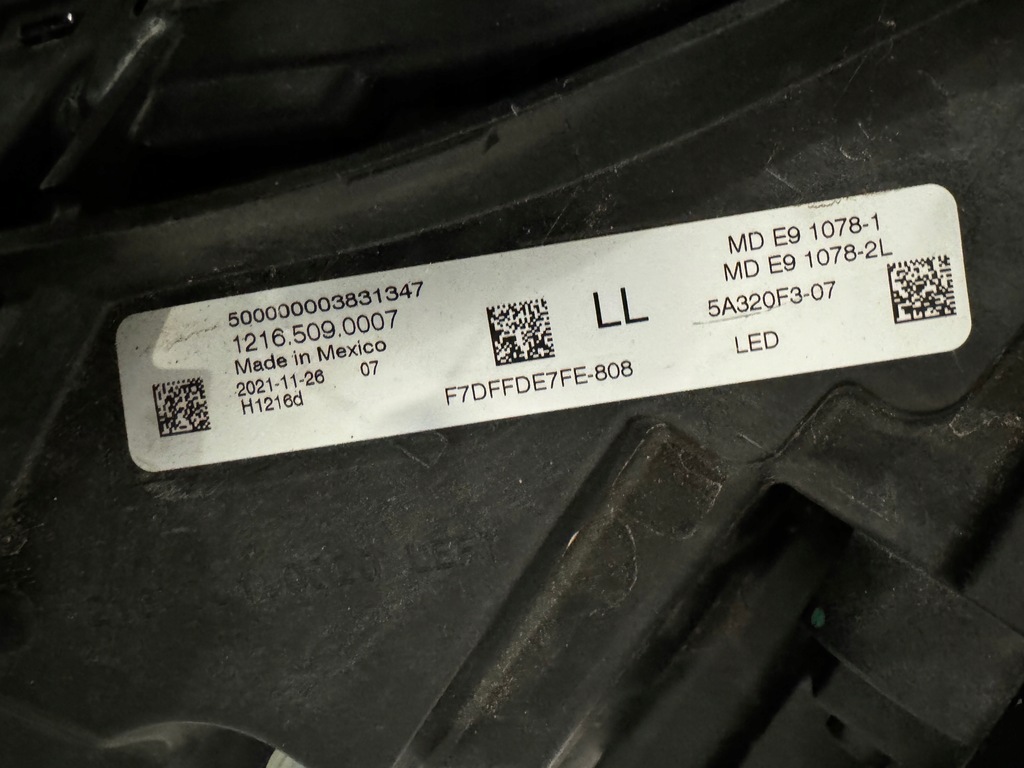 500000003831347
1216.509.0007
Made in Mexico
2021-11-26 07
H1216d
LL
F7DFFDE7FE-808
MD E9 1078-1
MD E9 1078-2L
5A320F3-07
LED
LEFT